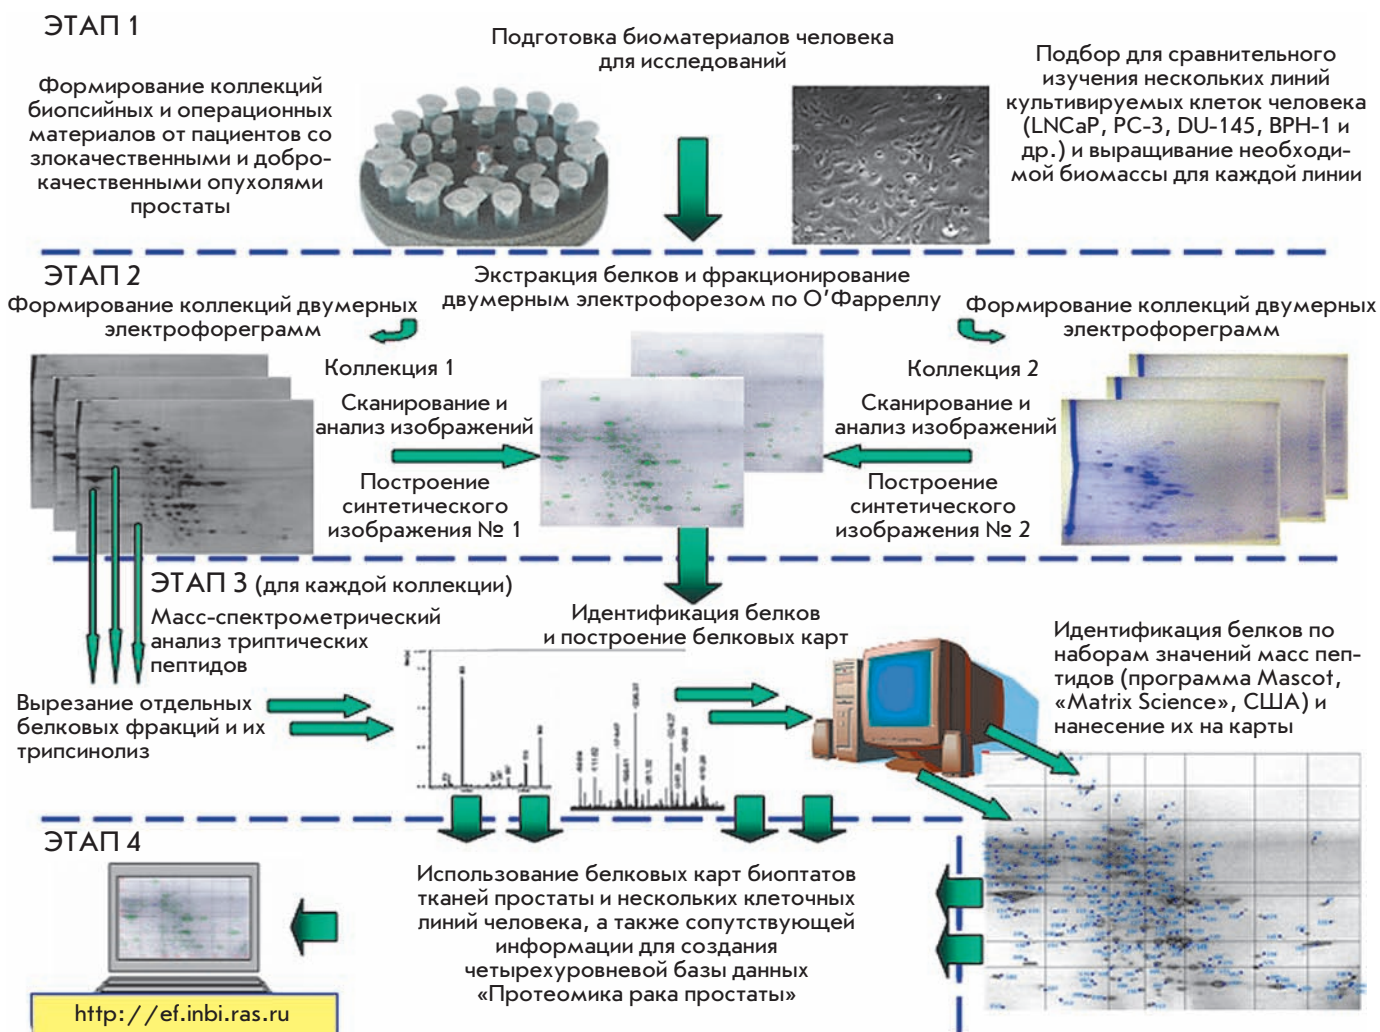 ЭТАП 1
Подготовка биоматериалов человека
для исследований
Формирование коллекций
биопсийных и операционных
материалов от пациентов со
злокачественными и добро-
качественными опухолями
простаты
Подбор для сравнительного
изучения нескольких линий
культивируемых клеток человека
(LNCaP, PC-3, DU-145, BPH-1 и
др.) и выращивание необходи-
мой биомассы для каждой линии
ЭТАП 2
Экстракция белков и фракционирование
двумерным электрофорезом по О'Фарреллу
Формирование коллекций двумерных
электрофореграмм
Формирование коллекций двумерных
электрофореграмм
Коллекция 1
Сканирование и
анализ изображений
Построение
синтетического
изображения № 1
Коллекция 2
Сканирование и
анализ изображений
Построение
синтетического
изображения № 2
ЭТАП 3 (для каждой коллекции)
Масс-спектрометрический
анализ триптических
пептидов
Идентификация белков
и построение белковых карт
Идентификация белков по
наборам значений масс пеп-
тидов (программа Mascot,
«Matrix Science», США) и
нанесение их на карты
Вырезание отдельных
белковых фракций и их
трипсинолиз
ЭТАП 4
Использование белковых карт биоптатов
тканей простаты и нескольких клеточных
линий человека, а также сопутствующей
информации для создания
четырехуровневой базы данных
«Протеомика рака простаты»
http://ef.inbi.ras.ru